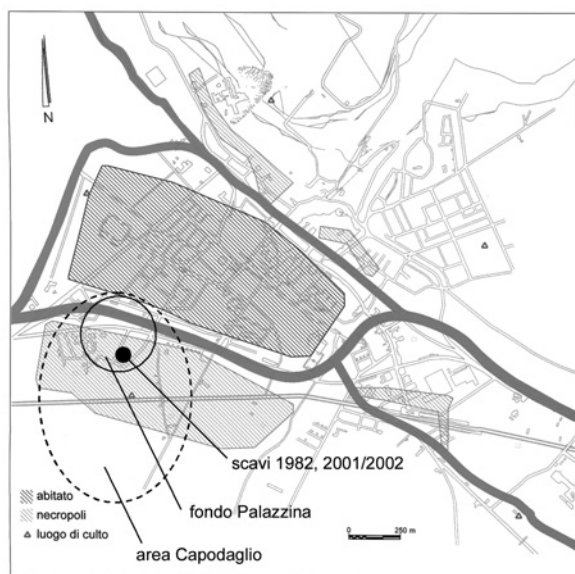 N
scavi 1982, 2001/2002
abitato
fondo Palazzina
necropoli
luogo di culto
area Capodaglio
0 250 m